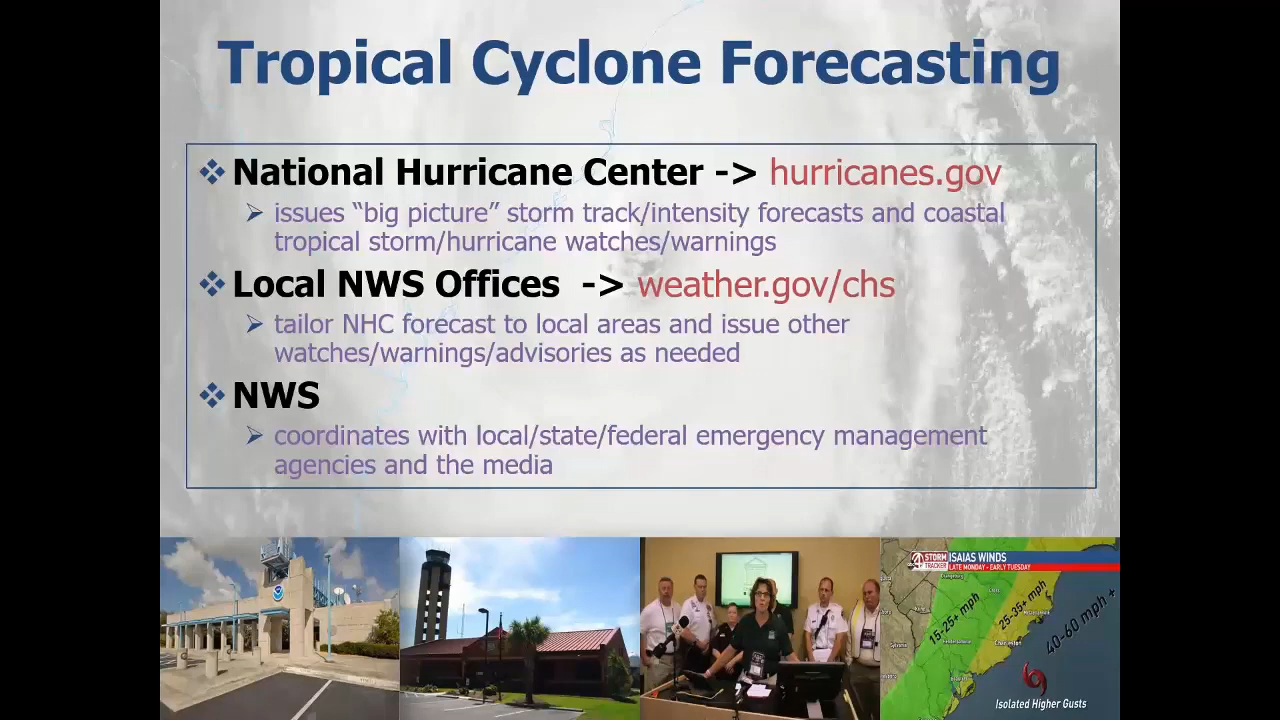 Tropical Cyclone Forecasting
❖ National Hurricane Center -> hurricanes.gov
➢ issues “big picture” storm track/intensity forecasts and coastal
tropical storm/hurricane watches/warnings
❖ Local NWS Offices -> weather.gov/chs
➢ tailor NHC forecast to local areas and issue other
watches/warnings/advisories as needed
❖ NWS
➢ coordinates with local/state/federal emergency management
agencies and the media
STORM TRACKER
ISAIAS WINDS
LATE MONDAY - EARLY TUESDAY
15-25+ mph
25-35+ mph
40-60 mph +
Charleston
Isolated Higher Gusts